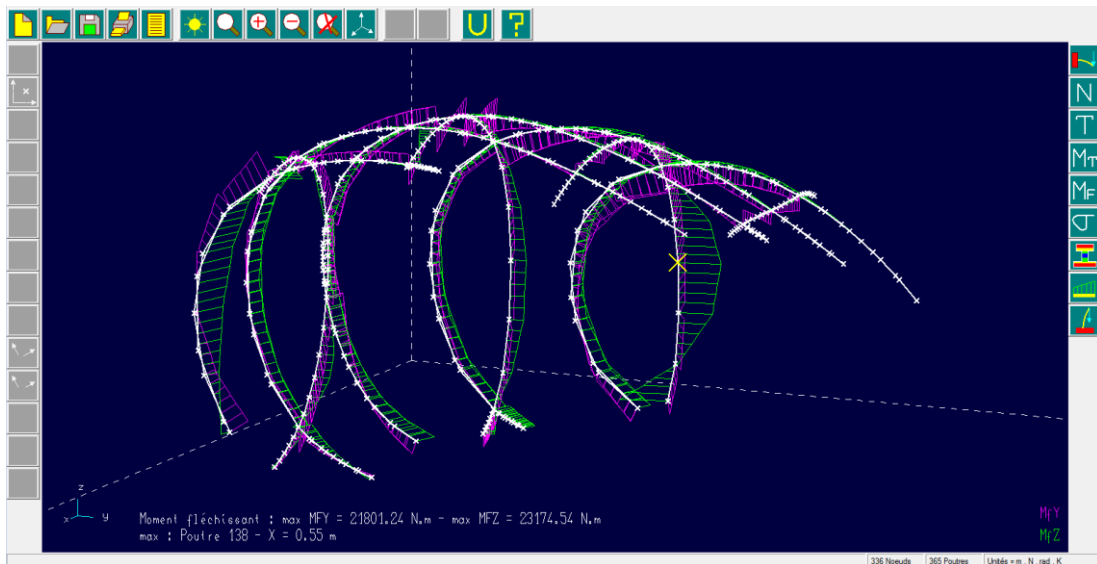 N
T
MT
MF
σ
z
x y
Moment fléchissant : max MFY = 21801.24 N.m - max MFZ = 23174.54 N.m
max : Poutre 138 - X = 0.55 m
MfY
MfZ
336 Noeuds 365 Poutres Unités = m , N , rad , K